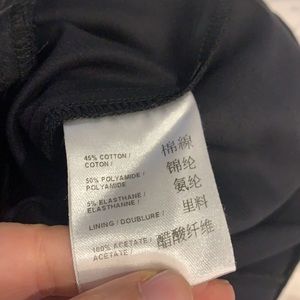 45% COTTON / 棉
COTON /
50% POLYAMIDE / 锦纶
POLYAMIDE
5% ELASTHANE / 氨纶
ELASTHANNE /
LINING / DOUBLURE / 里料
100% ACETATE / 醋酸纤维
ACETATE /